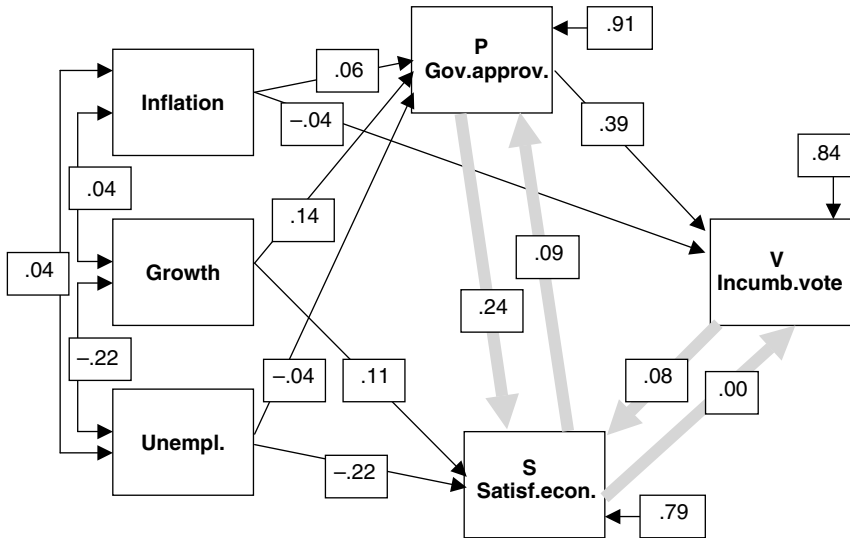 P
Gov.approv.
.91
Inflation
.06
–.04
.39
.84
.04
.14
.04
Growth
.09
V
Incumb.vote
.24
–.22
–.04
.11
.08
.00
Unempl.
–.22
S
Satisf.econ.
.79